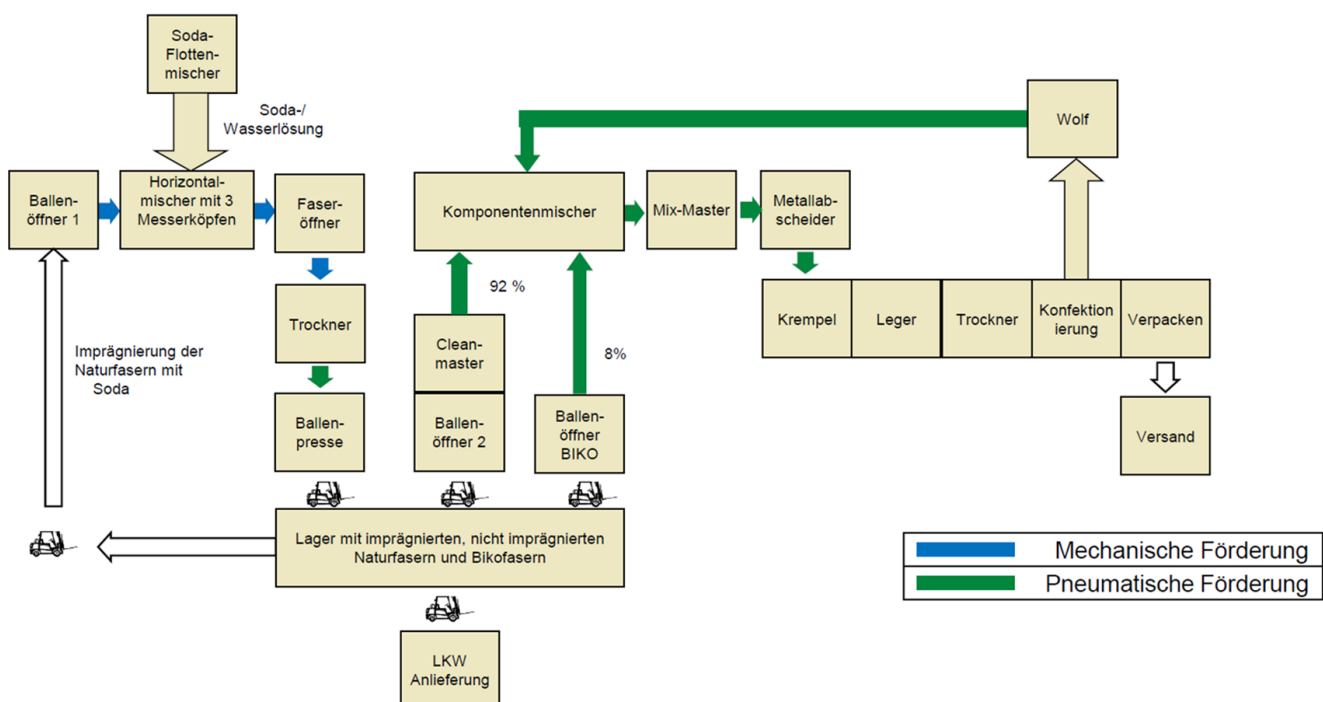 Soda-
Flotten-
mischer
Soda-/
Wasserlösung
Wolf
Ballen-
öffner 1
Horizontal-
mischer mit 3
Messerköpfen
Faser-
öffner
Komponentenmischer
Mix-Master
Metallab-
scheider
92 %
8%
Trockner
Clean-
master
Krempel
Leger
Trockner
Konfektion
ierung
Verpacken
Imprägnierung der
Naturfasern mit
Soda
Ballen-
presse
Ballen-
öffner 2
Ballen-
öffner
BIKO
Versand
Lager mit imprägnierten, nicht imprägnierten
Naturfasern und Bikofasern
Mechanische Förderung
Pneumatische Förderung
LKW
Anlieferung